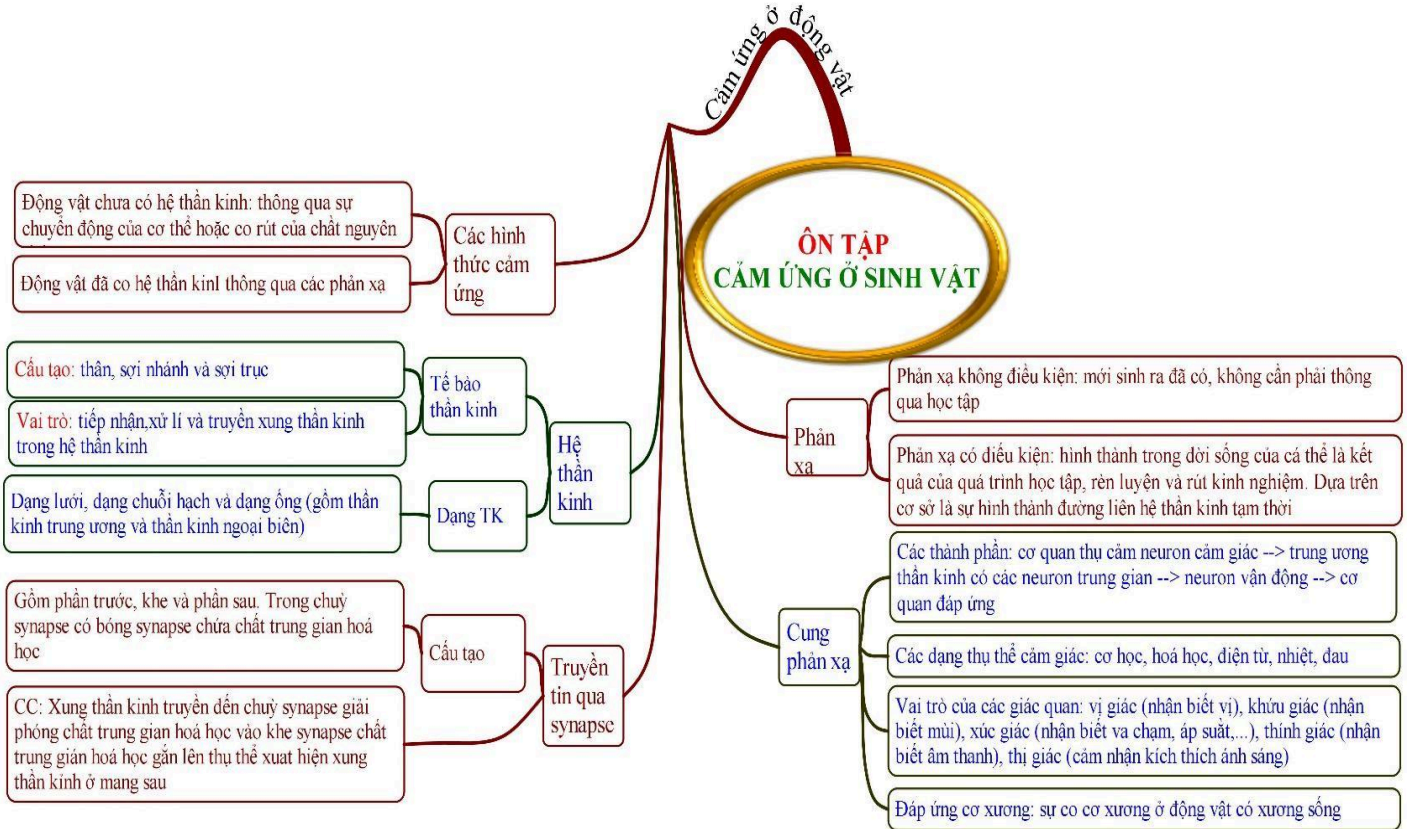 Cảm ứng ở động vật
ÔN TẬP
CẢM ỨNG Ở SINH VẬT
Các hình
thức cảm
ứng
Động vật chưa có hệ thần kinh: thông qua sự
chuyển động của cơ thể hoặc co rút của chất nguyên
Động vật đã co hệ thần kinl thông qua các phản xạ
Hệ
thần
kinh
Tế bào
thần kinh
Cấu tạo: thân, sợi nhánh và sợi trục
Vai trò: tiếp nhận,xử lí và truyền xung thần kinh
trong hệ thần kinh
Dạng TK
Dạng lưới, dạng chuỗi hạch và dạng ống (gồm thần
kinh trung ương và thần kinh ngoại biên)
Truyền
tin qua
synapse
Cấu tạo
Gồm phần trước, khe và phần sau. Trong chuỳ
synapse có bóng synapse chứa chất trung gian hoá
học
CC: Xung thần kinh truyền đến chuỳ synapse giải
phóng chất trung gian hoá học vào khe synapse chất
trung gián hoá học gắn lên thụ thể xuat hiện xung
thần kinh ở mang sau
Phản
xạ
Phản xạ không điều kiện: mới sinh ra đã có, không cần phải thông
qua học tập
Phản xạ có điều kiện: hình thành trong đời sống của cá thể là kết
quả của quá trình học tập, rèn luyện và rút kinh nghiệm. Dựa trên
cơ sở là sự hình thành đường liên hệ thần kinh tạm thời
Cung
phản xạ
Các thành phần: cơ quan thụ cảm neuron cảm giác --> trung ương
thần kinh có các neuron trung gian --> neuron vận động --> cơ
quan đáp ứng
Các dạng thụ thể cảm giác: cơ học, hoá học, điện từ, nhiệt, đau
Vai trò của các giác quan: vị giác (nhận biết vị), khứu giác (nhận
biết mùi), xúc giác (nhận biết va chạm, áp suất,...), thính giác (nhận
biết âm thanh), thị giác (cảm nhận kích thích ánh sáng)
Đáp ứng cơ xương: sự co cơ xương ở động vật có xương sống